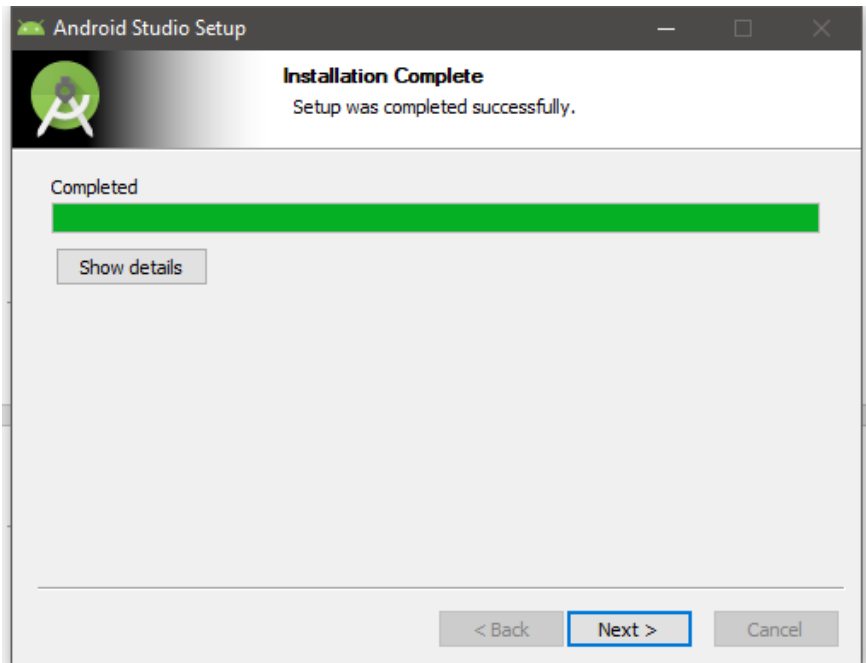 Android Studio Setup
Installation Complete
Setup was completed successfully.
Completed
Show details
< Back
Next >
Cancel